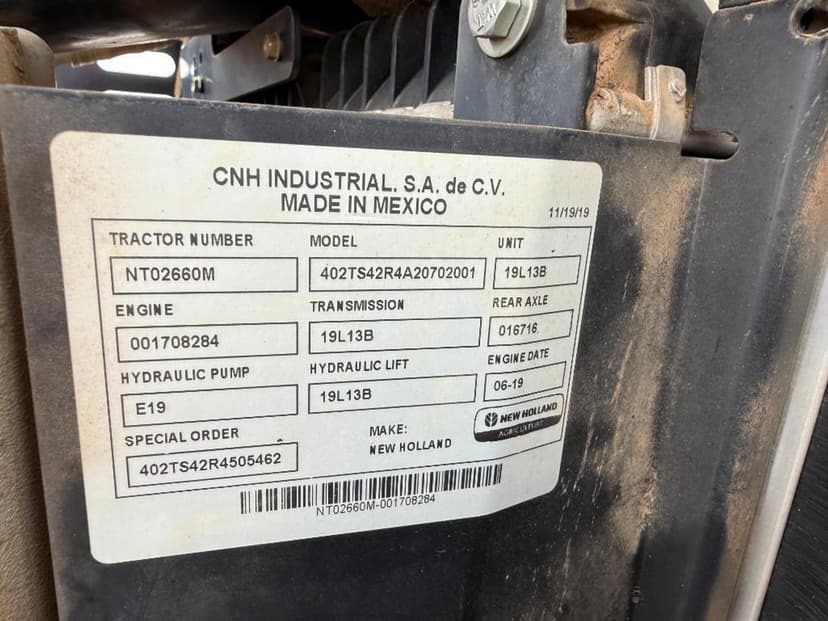 CNH INDUSTRIAL. S.A. de C.V.
MADE IN MEXICO
11/19/19
TRACTOR NUMBER MODEL UNIT
NT02660M 402TS42R4A20702001 19L13B
ENGINE TRANSMISSION REAR AXLE
001708284 19L13B 016716
HYDRAULIC PUMP HYDRAULIC LIFT ENGINE DATE
E19 19L13B 06-19
SPECIAL ORDER MAKE:
402TS42R4505462 NEW HOLLAND
NEW HOLLAND
AGRICULTURE
NT02660M-001708284